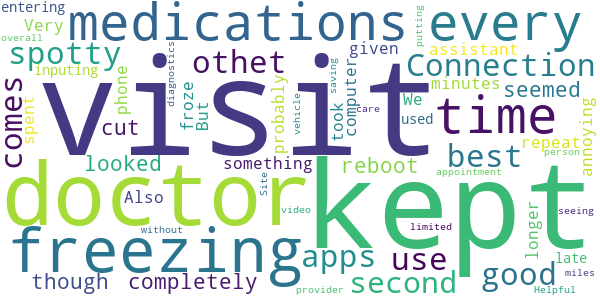 entering
Very
overall
medications
every
spotty
diagnostics
othet
given
assistant
Connection
putting
inputing
comes
spent
phone
froze
But
visit
probably
vehicle
computer
minutes
We
used
seemed
saving
took
time
cut
care
looked
something
best
repeat
annoying
Also
Site
reboot
person
doctor
kept
appointment
without
video
limited
seeing
freezing
apps
use
longer
good
late
though
completely
second
provider
Helpful
miles